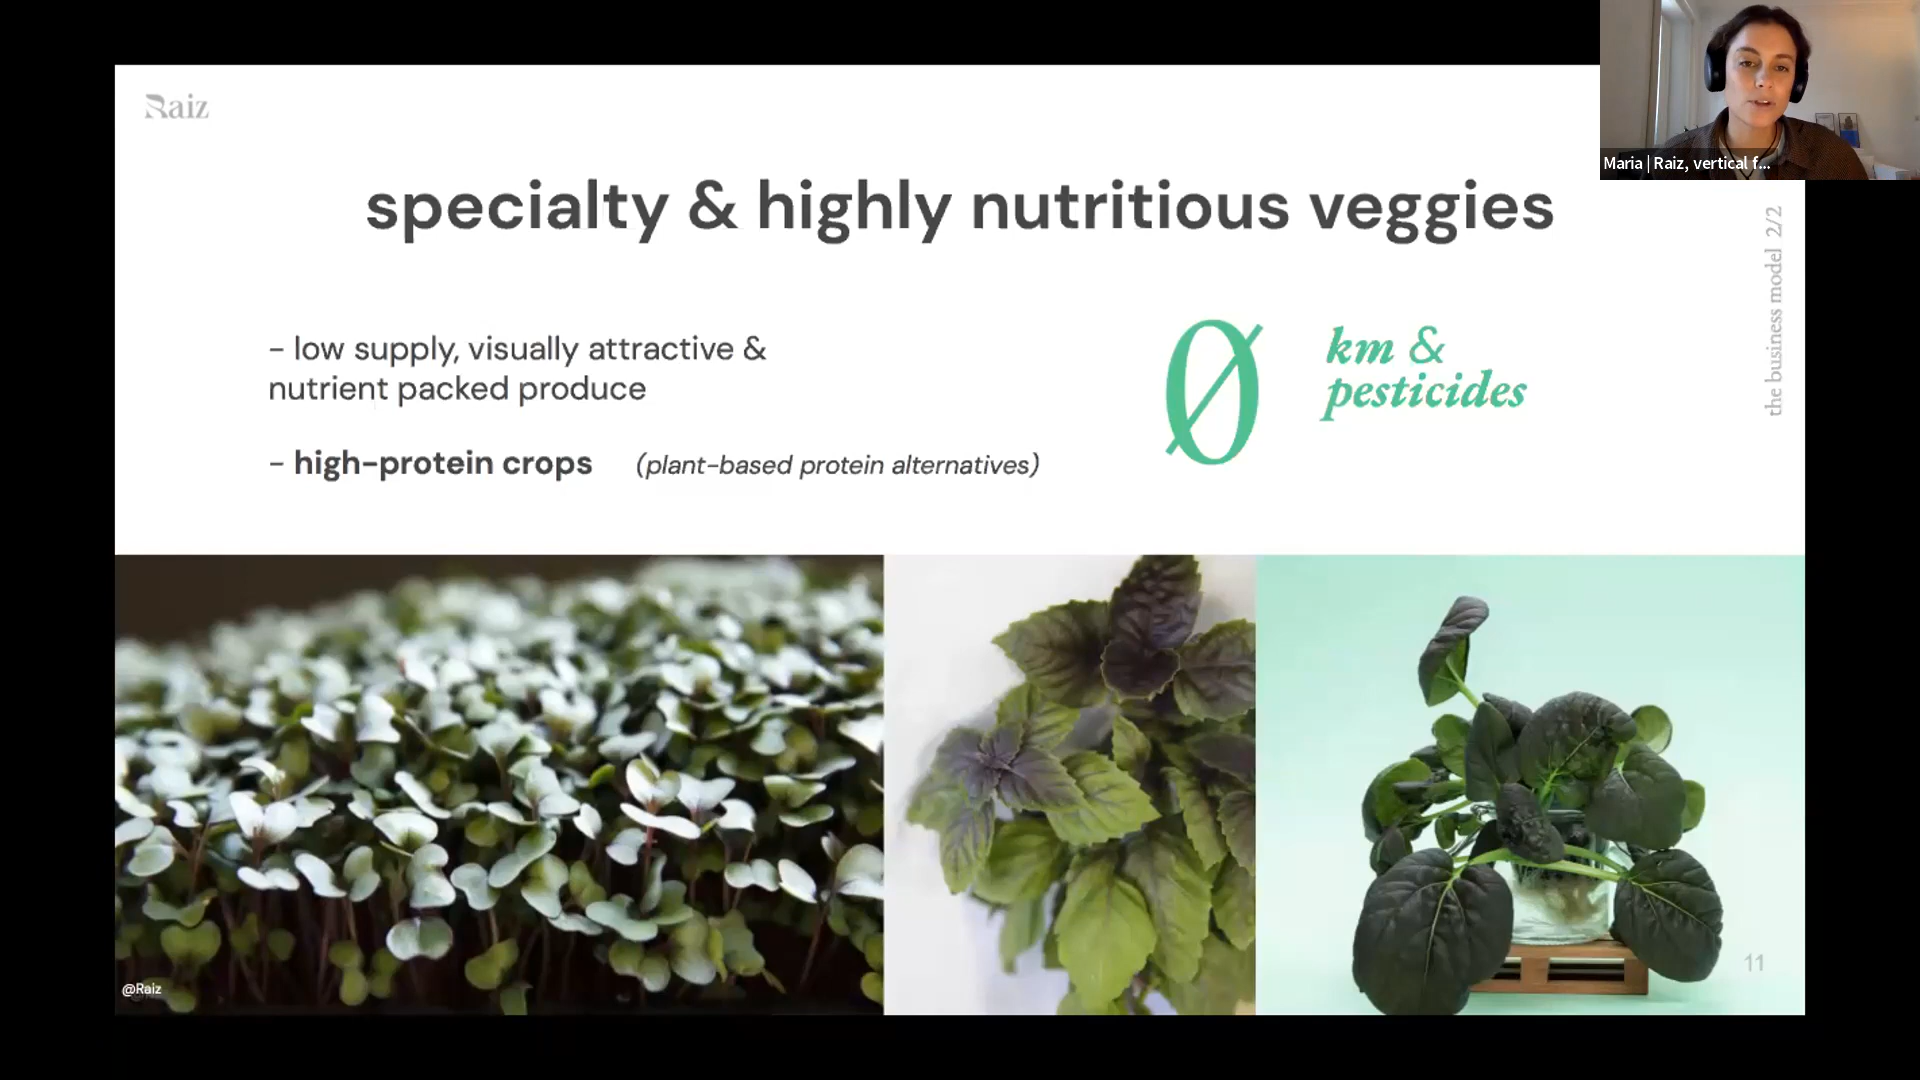 Raiz
Maria | Raiz, vertical f...
specialty & highly nutritious veggies
the business model 2/2
- low supply, visually attractive &
nutrient packed produce
- high-protein crops (plant-based protein alternatives)
0 km &
pesticides
@Raiz
11